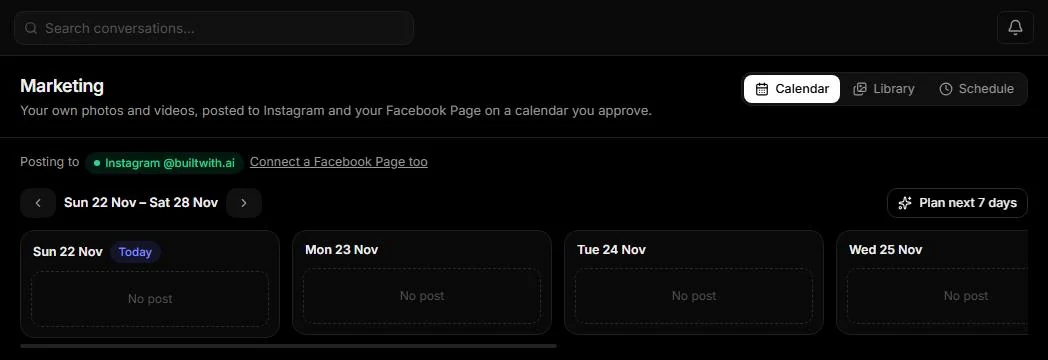 Search conversations...
Marketing
Your own photos and videos, posted to Instagram and your Facebook Page on a calendar you approve.
Calendar
Library
Schedule
Posting to
Instagram @builtwith.ai
Connect a Facebook Page too
Sun 22 Nov – Sat 28 Nov
Plan next 7 days
Sun 22 Nov
Today
Mon 23 Nov
Tue 24 Nov
Wed 25 Nov
No post
No post
No post
No post